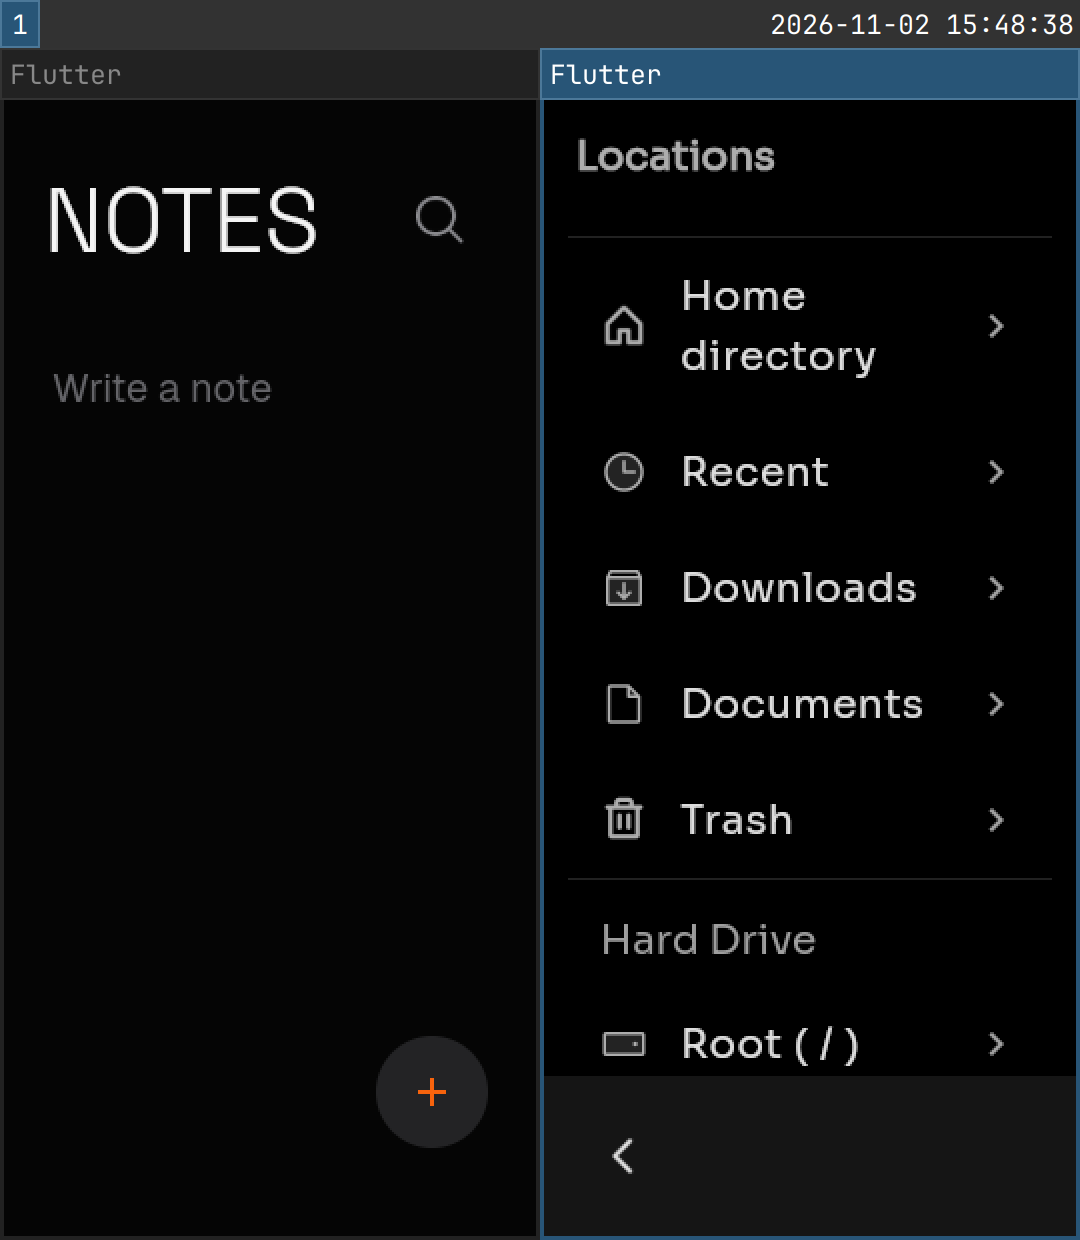 1
2026-11-02 15:48:38
Flutter
NOTES
Write a note
Flutter
Locations
Home
directory
Recent
Downloads
Documents
Trash
Hard Drive
Root ( / )